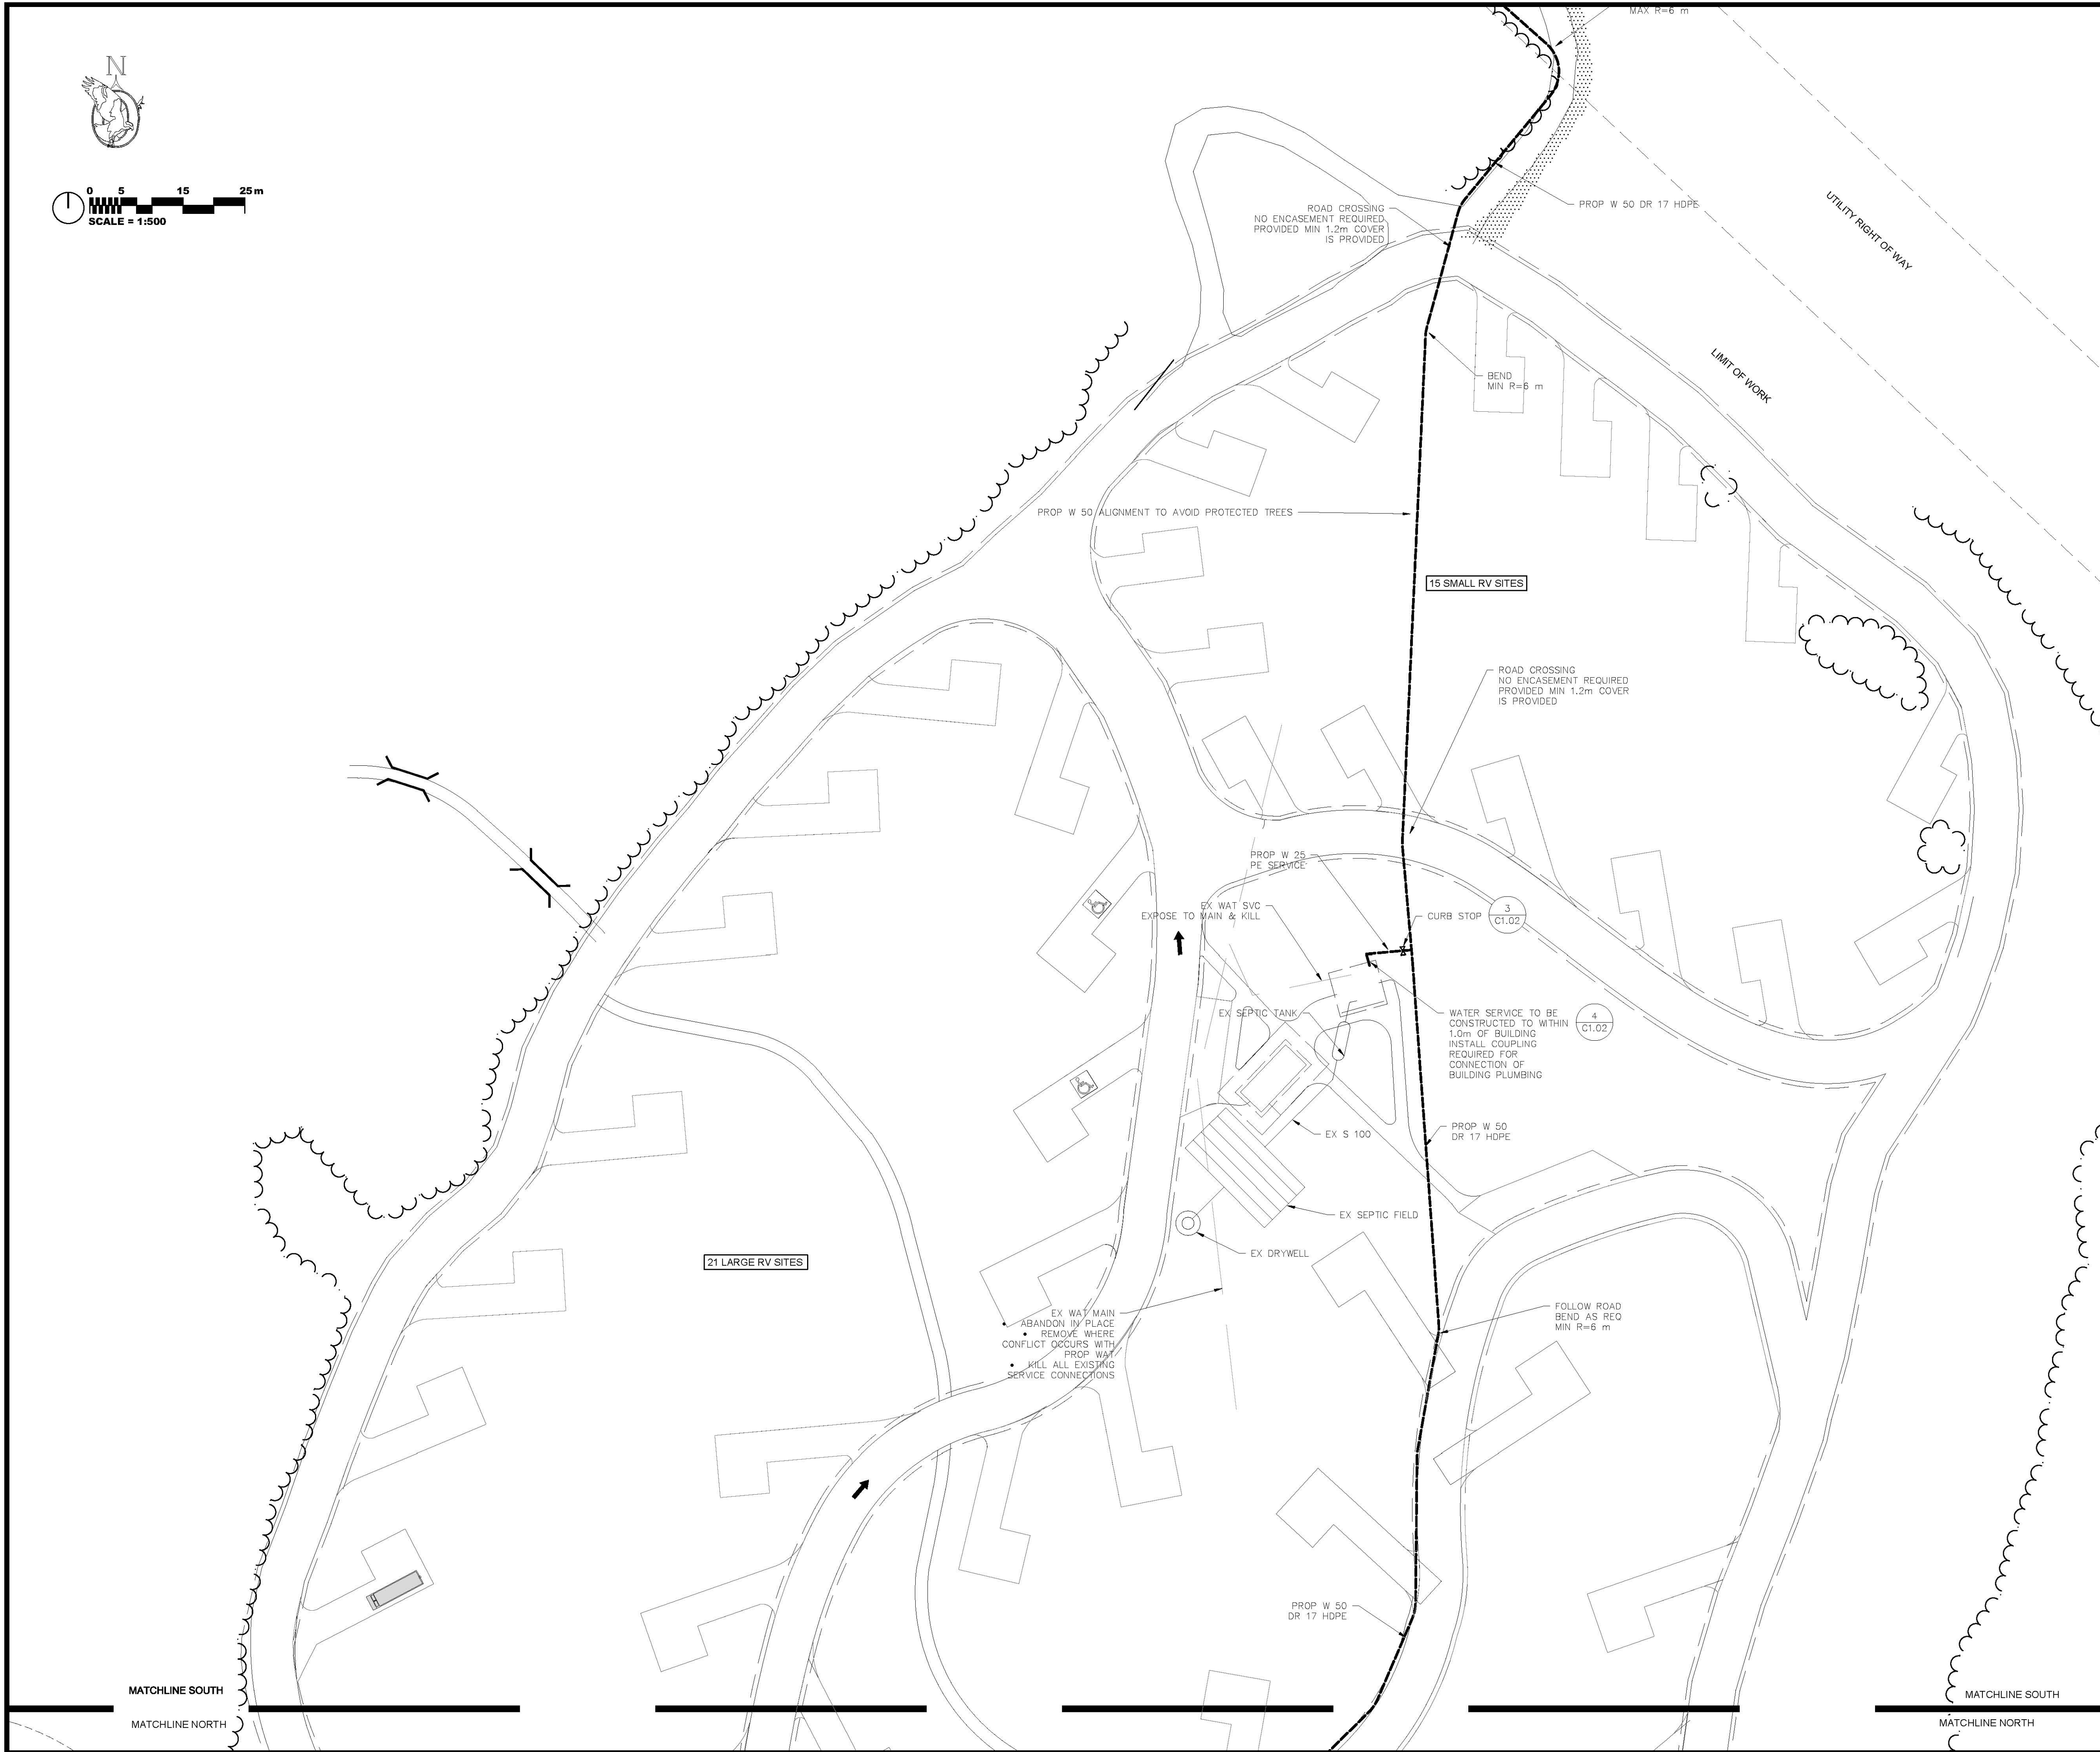 MAX R=6 m
N
0 5 15 25 m
SCALE = 1:500
ROAD CROSSING
NO ENCASEMENT REQUIRED
PROVIDED MIN 1.2m COVER
IS PROVIDED
PROP W 50 DR 17 HDPE
UTILITY RIGHT OF WAY
LIMIT OF WORK
BEND
MIN R=6 m
PROP W 50 ALIGNMENT TO AVOID PROTECTED TREES
15 SMALL RV SITES
ROAD CROSSING
NO ENCASEMENT REQUIRED
PROVIDED MIN 1.2m COVER
IS PROVIDED
PROP W 25
PE SERVICE
EX WAT SVC
EXPOSE TO MAIN & KILL
CURB STOP
3
C1.02
EX SEPTIC TANK
WATER SERVICE TO BE
CONSTRUCTED TO WITHIN
1.0m OF BUILDING
INSTALL COUPLING
REQUIRED FOR
CONNECTION OF
BUILDING PLUMBING
4
C1.02
EX S 100
PROP W 50
DR 17 HDPE
EX SEPTIC FIELD
EX DRYWELL
21 LARGE RV SITES
EX WAT MAIN
• ABANDON IN PLACE
• REMOVE WHERE
CONFLICT OCCURS WITH
PROP WAT
• KILL ALL EXISTING
SERVICE CONNECTIONS
FOLLOW ROAD
BEND AS REQ
MIN R=6 m
PROP W 50
DR 17 HDPE
MATCHLINE SOUTH
MATCHLINE NORTH
MATCHLINE SOUTH
MATCHLINE NORTH